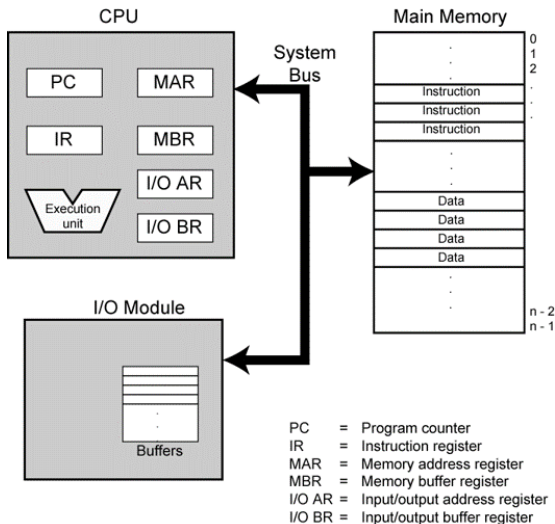 CPU
Main Memory
System
Bus
PC
MAR
IR
MBR
I/O AR
I/O BR
Execution
unit
0
1
2
.
.
.
.
.
.
Instruction
Instruction
Instruction
.
.
.
Data
Data
Data
Data
.
.
.
n - 2
n - 1
I/O Module
.
.
.
Buffers
PC = Program counter
IR = Instruction register
MAR = Memory address register
MBR = Memory buffer register
I/O AR = Input/output address register
I/O BR = Input/output buffer register